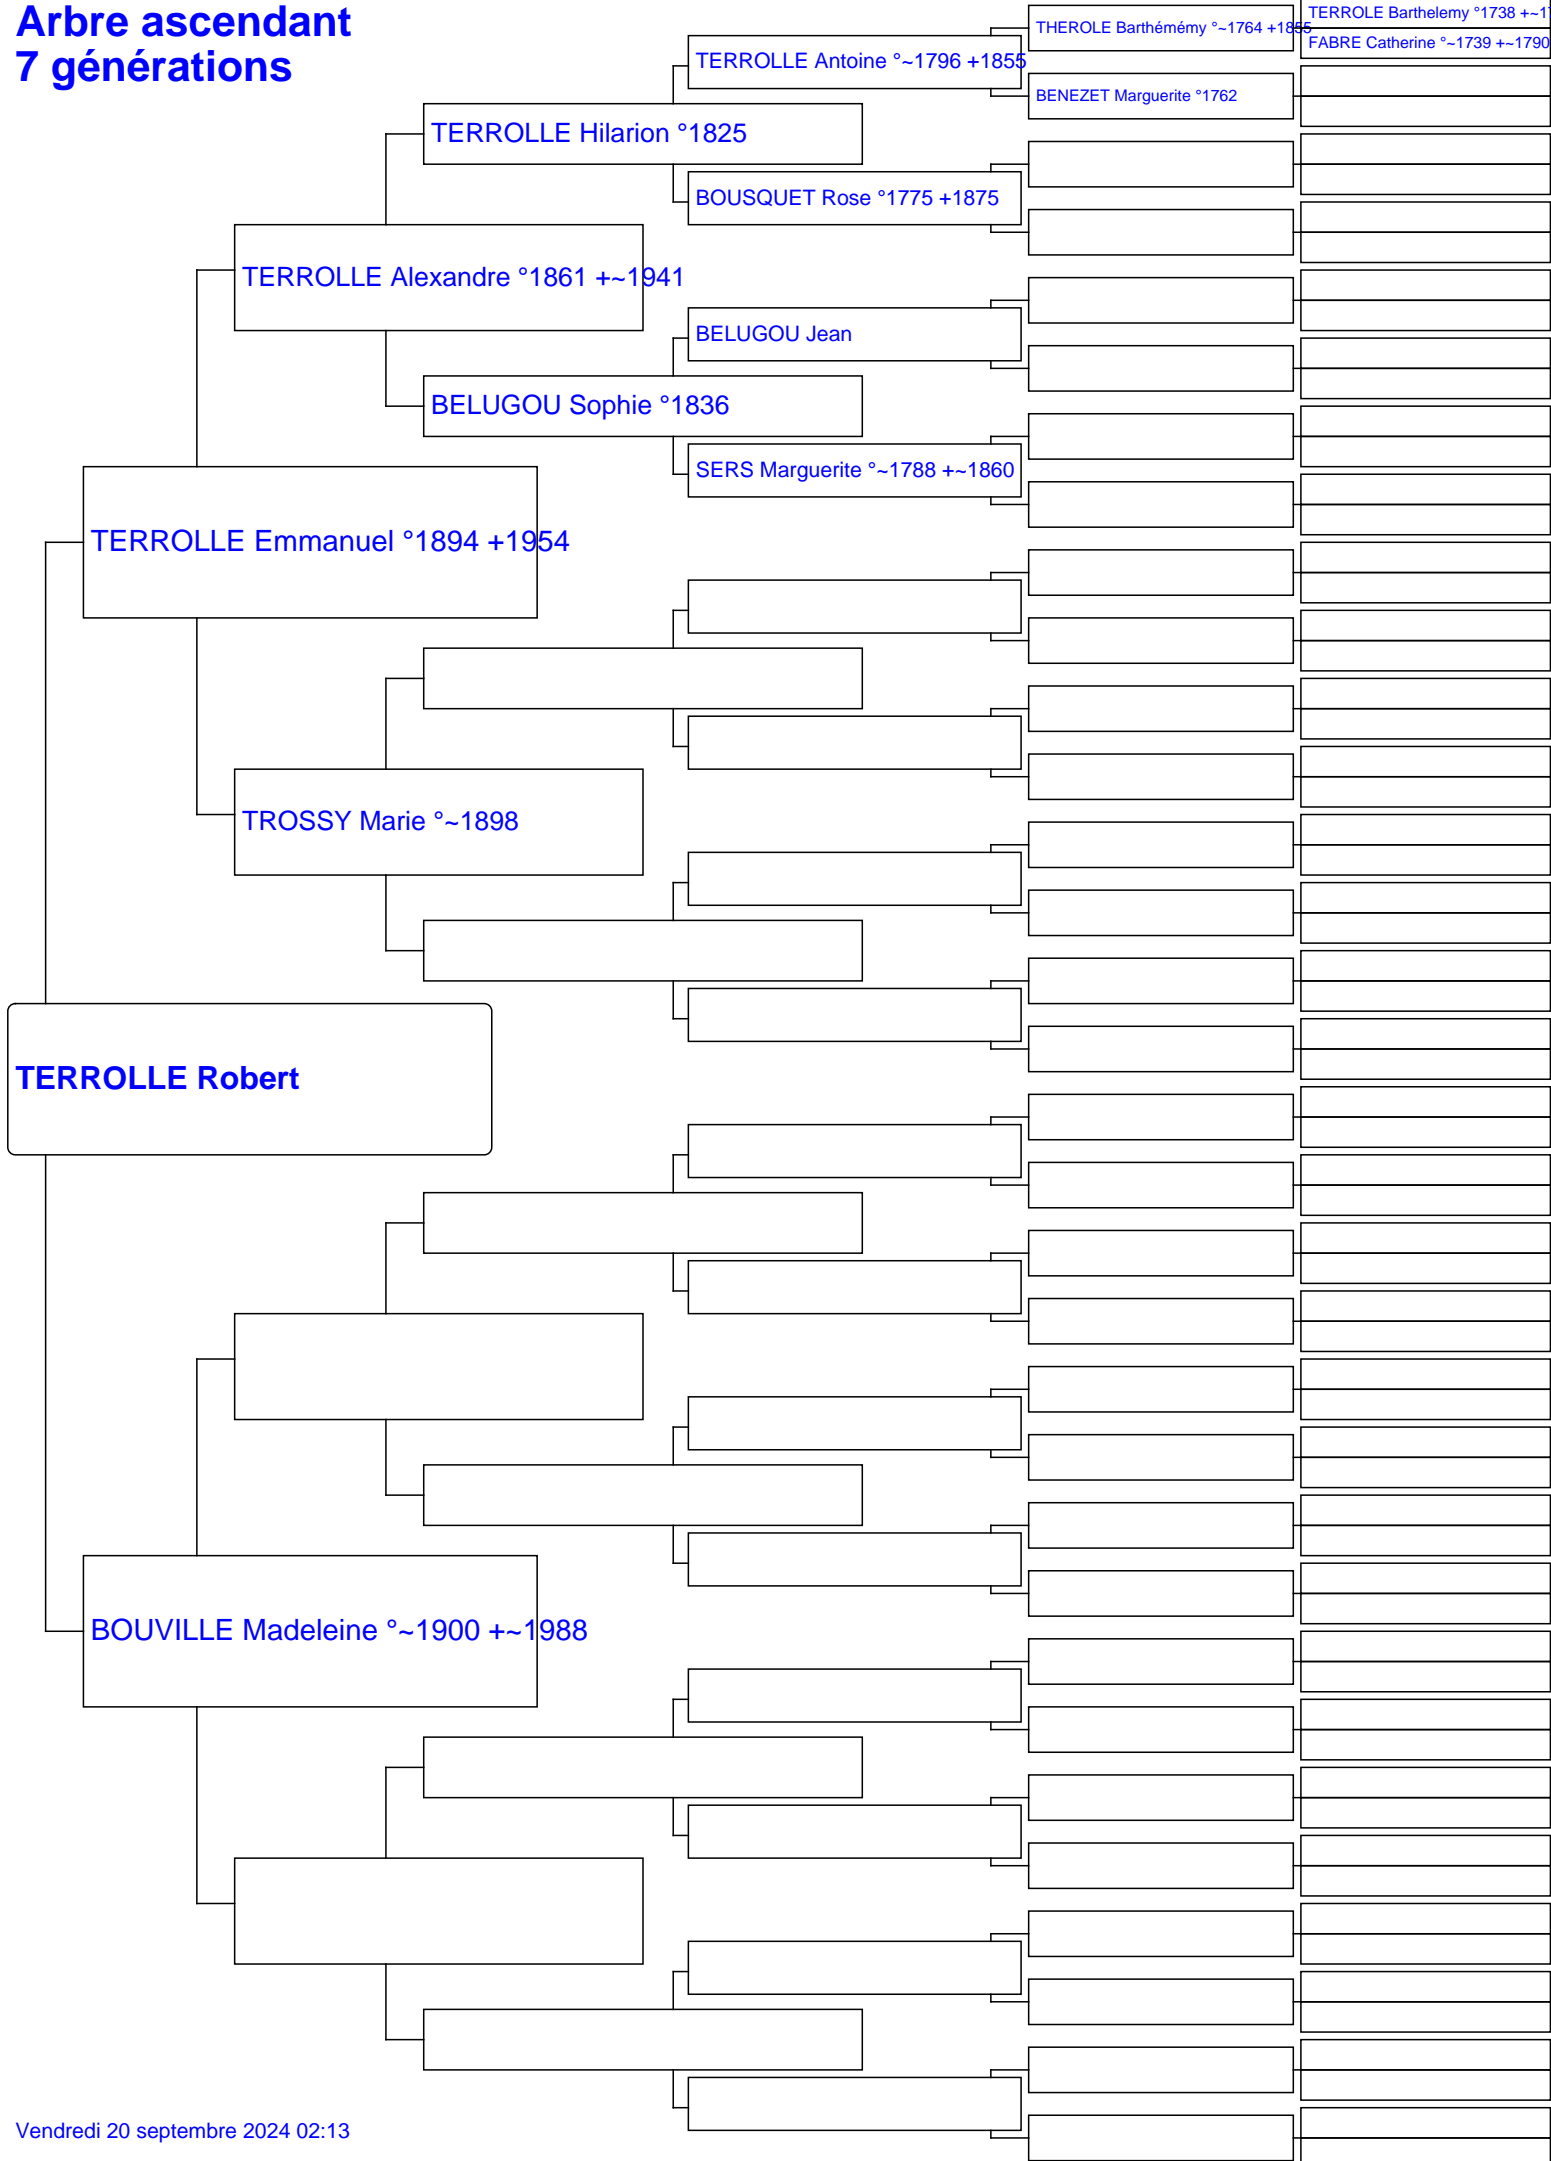 Arbre ascendant
7 générations
TERROLE Barthelemy °1738 +~1
THEROLE Barthémémy °~1764 +1855
FABRE Catherine °~1739 +~1790
TERROLLE Antoine °~1796 +1855
BENEZET Marguerite °1762
TERROLLE Hilarion °1825
BOUSQUET Rose °1775 +1875
TERROLLE Alexandre °1861 +~1941
BELUGOU Jean
BELUGOU Sophie °1836
SERS Marguerite °~1788 +~1860
TERROLLE Emmanuel °1894 +1954
TROSSY Marie °~1898
TERROLLE Robert
BOUVILLE Madeleine °~1900 +~1988
Vendredi 20 septembre 2024 02:13